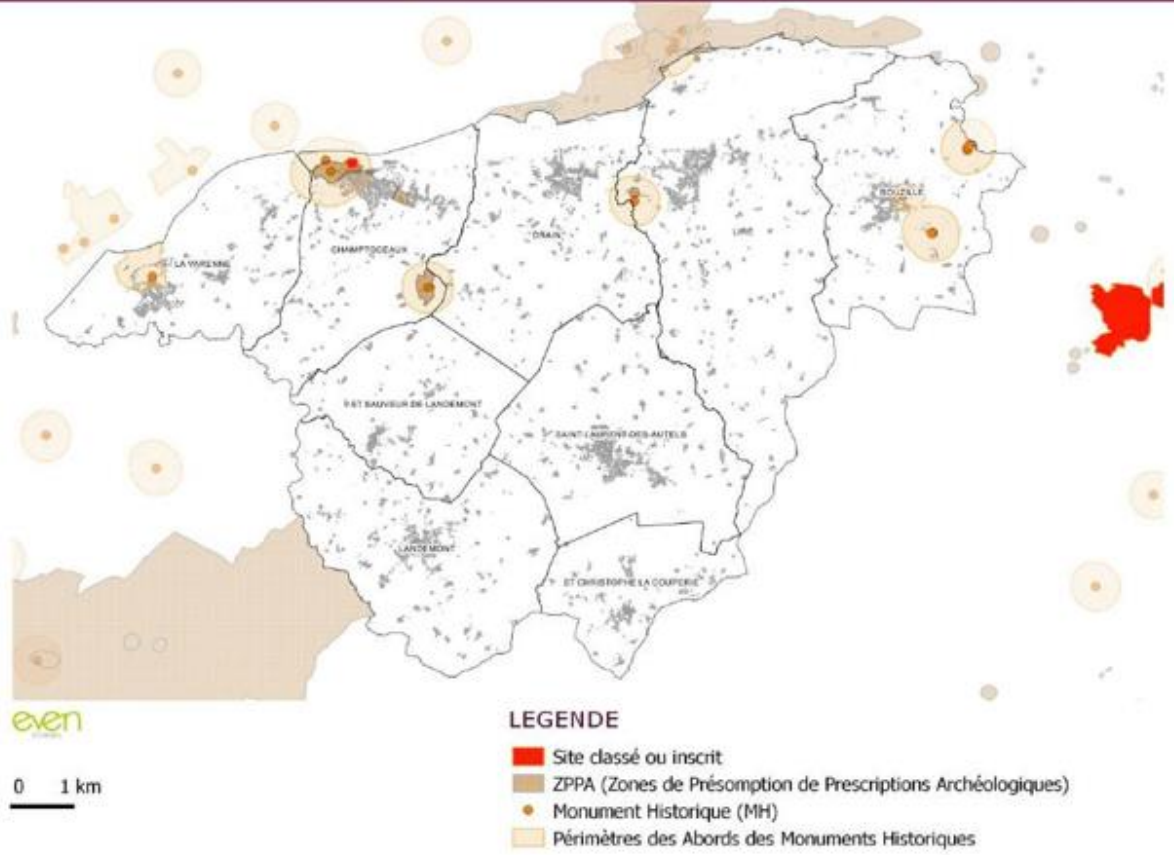 BOUZILLE
LIRE
DRAIN
CHAMPTOCEAUX
LA VARENNE
ST SAUVEUR-DE-LANDEMONT
SAINT-LAURENT-DES-AUTELS
LANDEMONT
ST CHRISTOPHE LA COUPERIE
even
LEGENDE
Site classé ou inscrit
0 1 km
ZPPA (Zones de Présomption de Prescriptions Archéologiques)
Monument Historique (MH)
Périmètres des Abords des Monuments Historiques